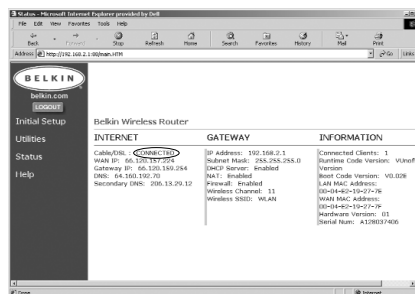 Status - Microsoft Internet Explorer provided by Dell
File Edit View Favorites Tools Help
Back Forward Stop Refresh Home Search Favorites History Mail Print
Address http://192.168.2.1:88/main.HTM Go Links
BELKIN
belkin.com
LOGOUT
Initial Setup
Utilities
Status
Help
Belkin Wireless Router
INTERNET
Cable/DSL : CONNECTED
WAN IP: 66.120.157.224
Gateway IP: 66.120.159.254
DNS: 64.160.192.70
Secondary DNS: 206.13.29.12
GATEWAY
IP Address: 192.168.2.1
Subnet Mask: 255.255.255.0
DHCP Server: Enabled
NAT: Enabled
Firewall: Enabled
Wireless Channel: 11
Wireless SSID: WLAN
INFORMATION
Connected Clients: 1
Runtime Code Version: VUnoff
Version
Boot Code Version: V0.02E
LAN MAC Address:
00-04-E2-19-27-7E
WAN MAC Address:
00-04-E2-19-27-7F
Hardware Version: 01
Serial Num: A128037406
Done
Internet